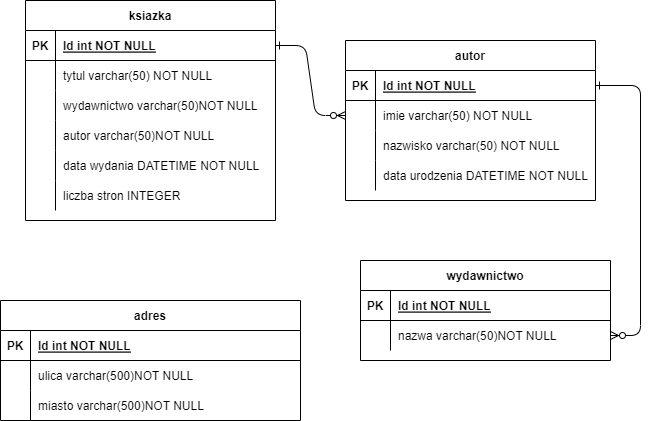 ksiazka
PK Id int NOT NULL
tytul varchar(50) NOT NULL
wydawnictwo varchar(50)NOT NULL
autor varchar(50)NOT NULL
data wydania DATETIME NOT NULL
liczba stron INTEGER
autor
PK Id int NOT NULL
imie varchar(50) NOT NULL
nazwisko varchar(50) NOT NULL
data urodzenia DATETIME NOT NULL
wydawnictwo
PK Id int NOT NULL
nazwa varchar(50)NOT NULL
adres
PK Id int NOT NULL
ulica varchar(500)NOT NULL
miasto varchar(500)NOT NULL